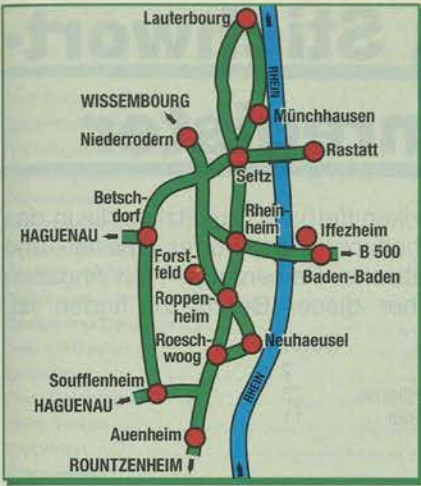 Lauterbourg
RHEIN
WISSEMBOURG
Münchhausen
Niederrodern
Rastatt
Seltz
Betsch-
dorf
Rhein-
heim
Iffezheim
HAGUENAU
B 500
Forst-
feld
Baden-Baden
Roppen-
heim
Roesch-
woog
Neuhaeusel
Soufflenheim
HAGUENAU
RHEIN
Auenheim
ROUNTZENHEIM